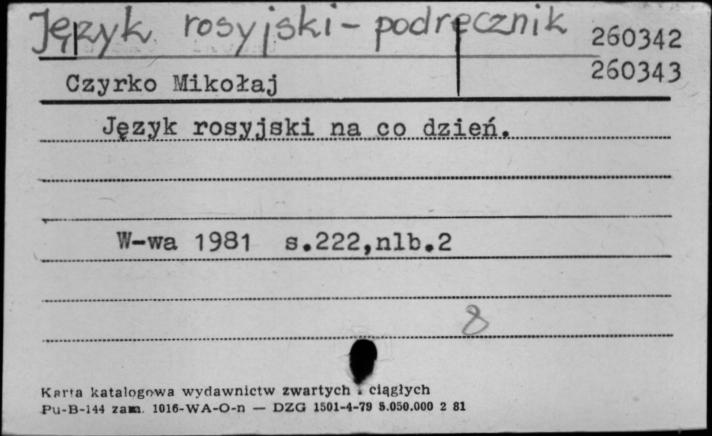 Język rosyjski - podręcznik
260342
260343
Czyrko Mikołaj
Język rosyjski na co dzień.
W-wa 1981 s.222,nlb.2
8
Karta katalogowa wydawnictw zwartych i ciągłych
Pu-B-144 zam. 1016-WA-O-n — DZG 1501-4-79 5.050.000 2 81